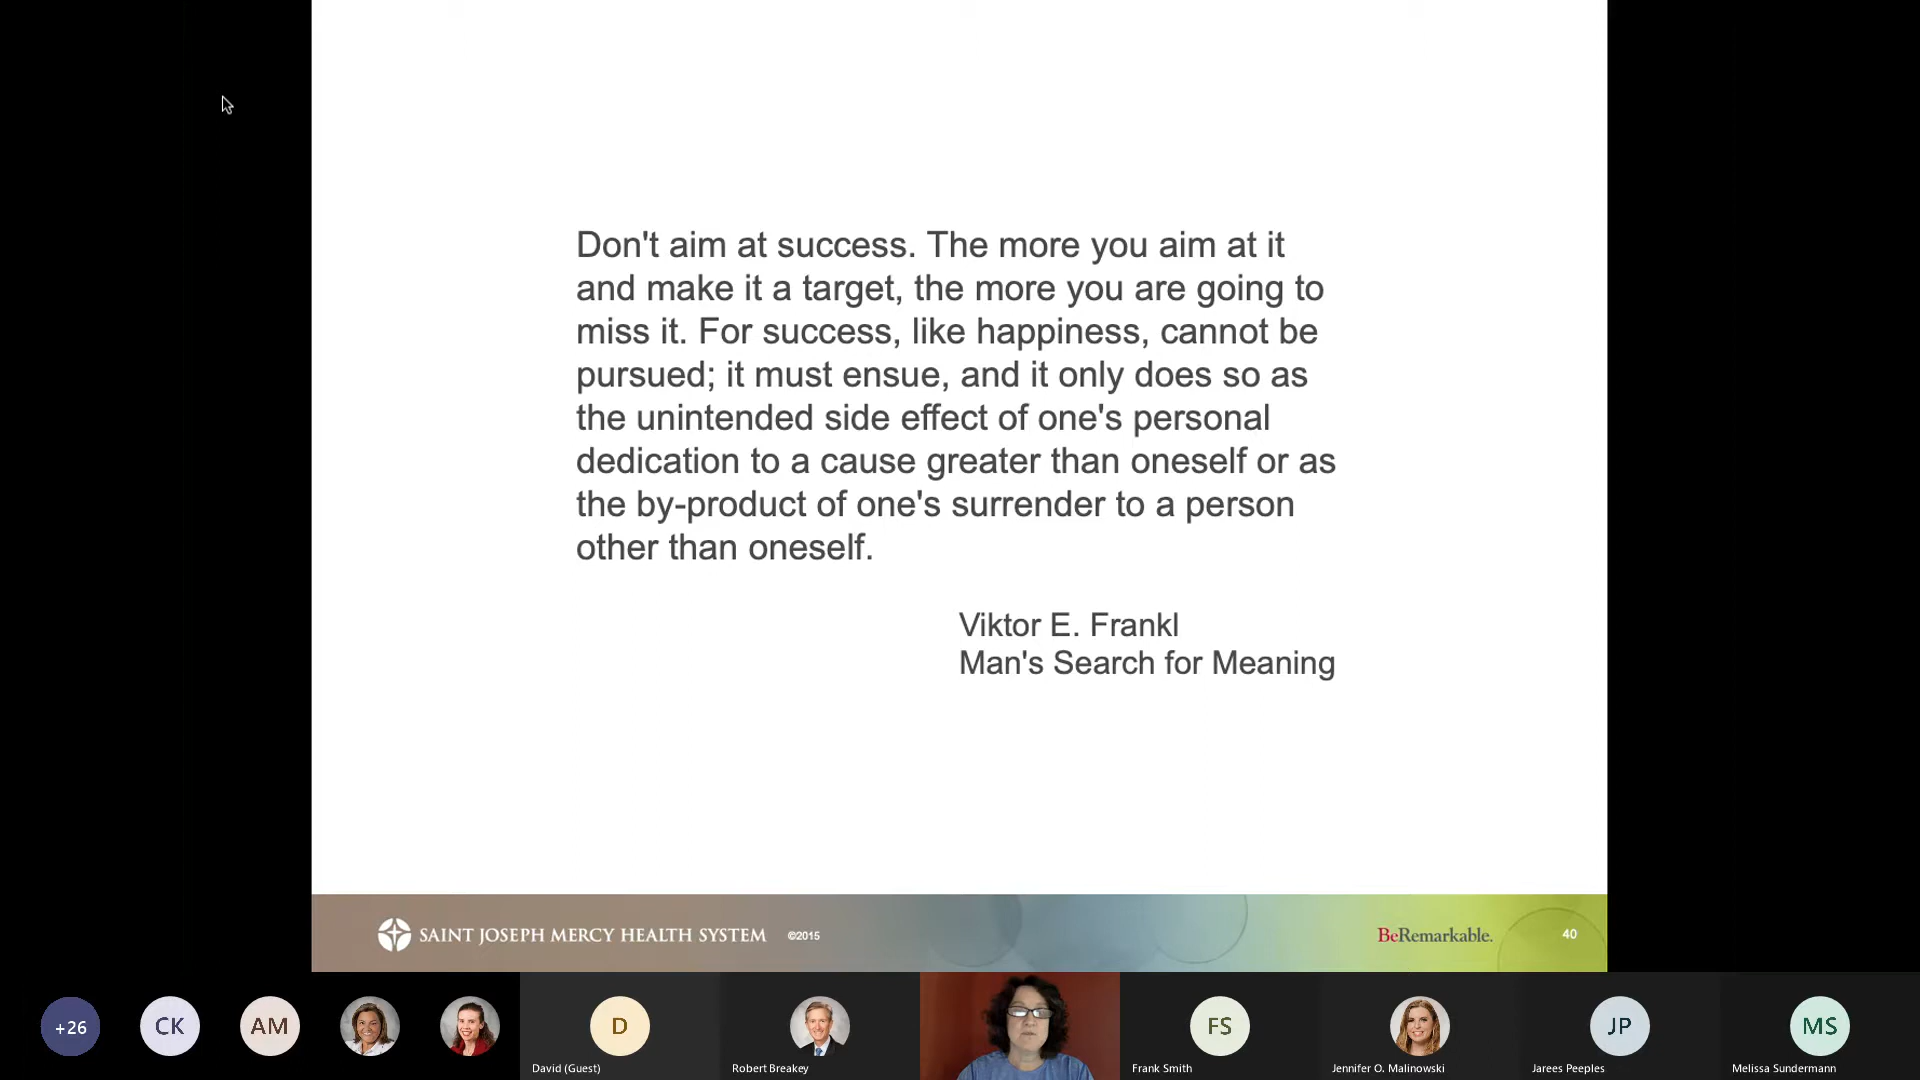 Don't aim at success. The more you aim at it
and make it a target, the more you are going to
miss it. For success, like happiness, cannot be
pursued; it must ensue, and it only does so as
the unintended side effect of one's personal
dedication to a cause greater than oneself or as
the by-product of one's surrender to a person
other than oneself.
Viktor E. Frankl
Man's Search for Meaning
SAINT JOSEPH MERCY HEALTH SYSTEM ©2015
BeRemarkable.
40
+26
CK
AM
D
FS
JP
MS
David (Guest)
Robert Breakey
Frank Smith
Jennifer O. Malinowski
Jarees Peeples
Melissa Sundermann